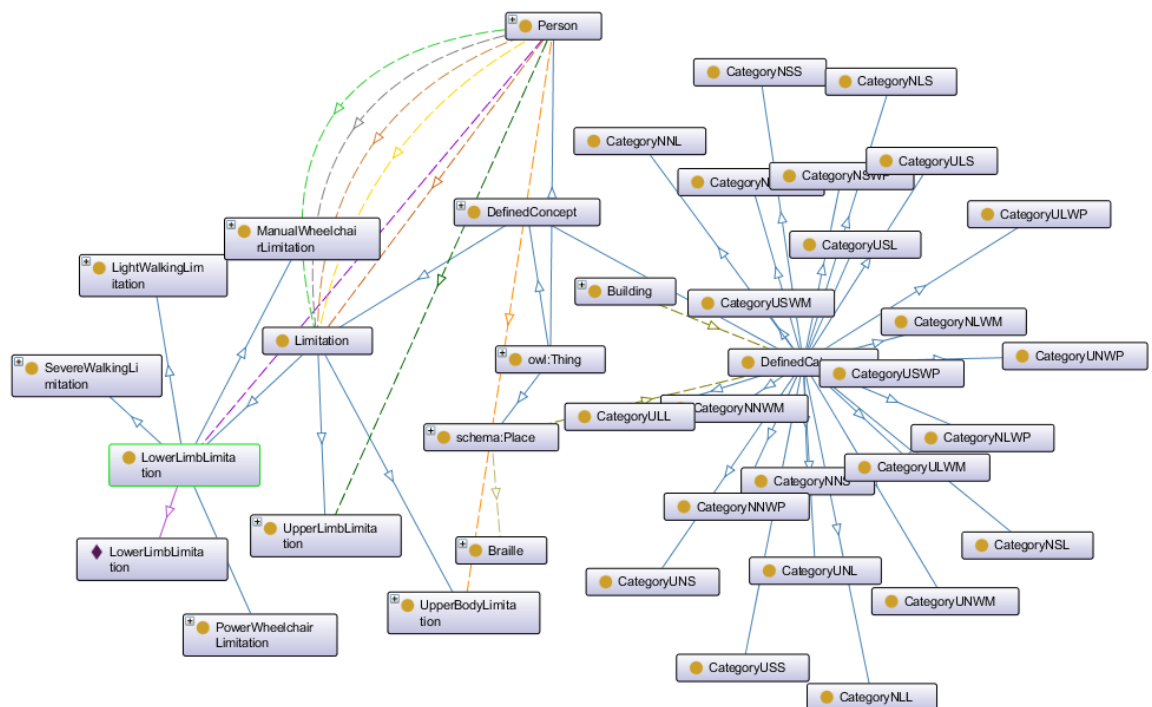 Person
CategoryNSS
CategoryNLS
CategoryNNL
CategoryULS
CategoryNSWP
DefinedConcept
CategoryULWP
ManualWheelchai
rLimitation
CategoryUSL
LightWalkingLim
itation
Building
CategoryUSWM
CategoryNLWM
Limitation
owl:Thing
CategoryUNWP
SevereWalkingLi
mitation
CategoryUSWP
CategoryULL
CategoryNNWM
schema:Place
CategoryNLWP
LowerLimbLimita
tion
CategoryULWM
CategoryNNS
CategoryNNWP
UpperLimbLimita
tion
CategoryNSL
Braille
LowerLimbLimita
tion
CategoryUNL
CategoryUNS
CategoryUNWM
UpperBodyLimita
tion
PowerWheelchair
Limitation
CategoryUSS
CategoryNLL